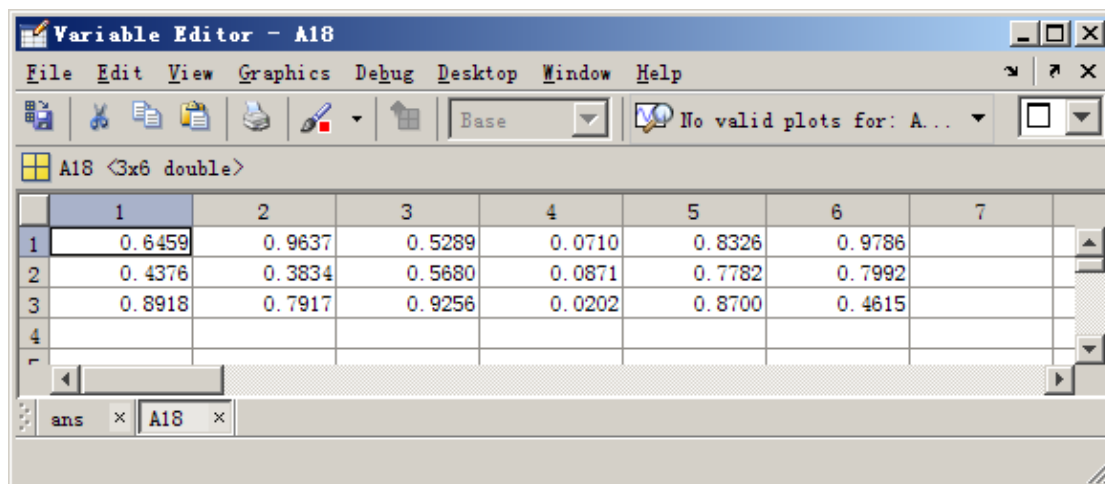 Variable Editor - A18
File Edit View Graphics Debug Desktop Window Help
Base No valid plots for: A...
A18 <3x6 double>
1 2 3 4 5 6 7
1 0.6459 0.9637 0.5289 0.0710 0.8326 0.9786
2 0.4376 0.3834 0.5680 0.0871 0.7782 0.7992
3 0.8918 0.7917 0.9256 0.0202 0.8700 0.4615
4
ans × A18 ×